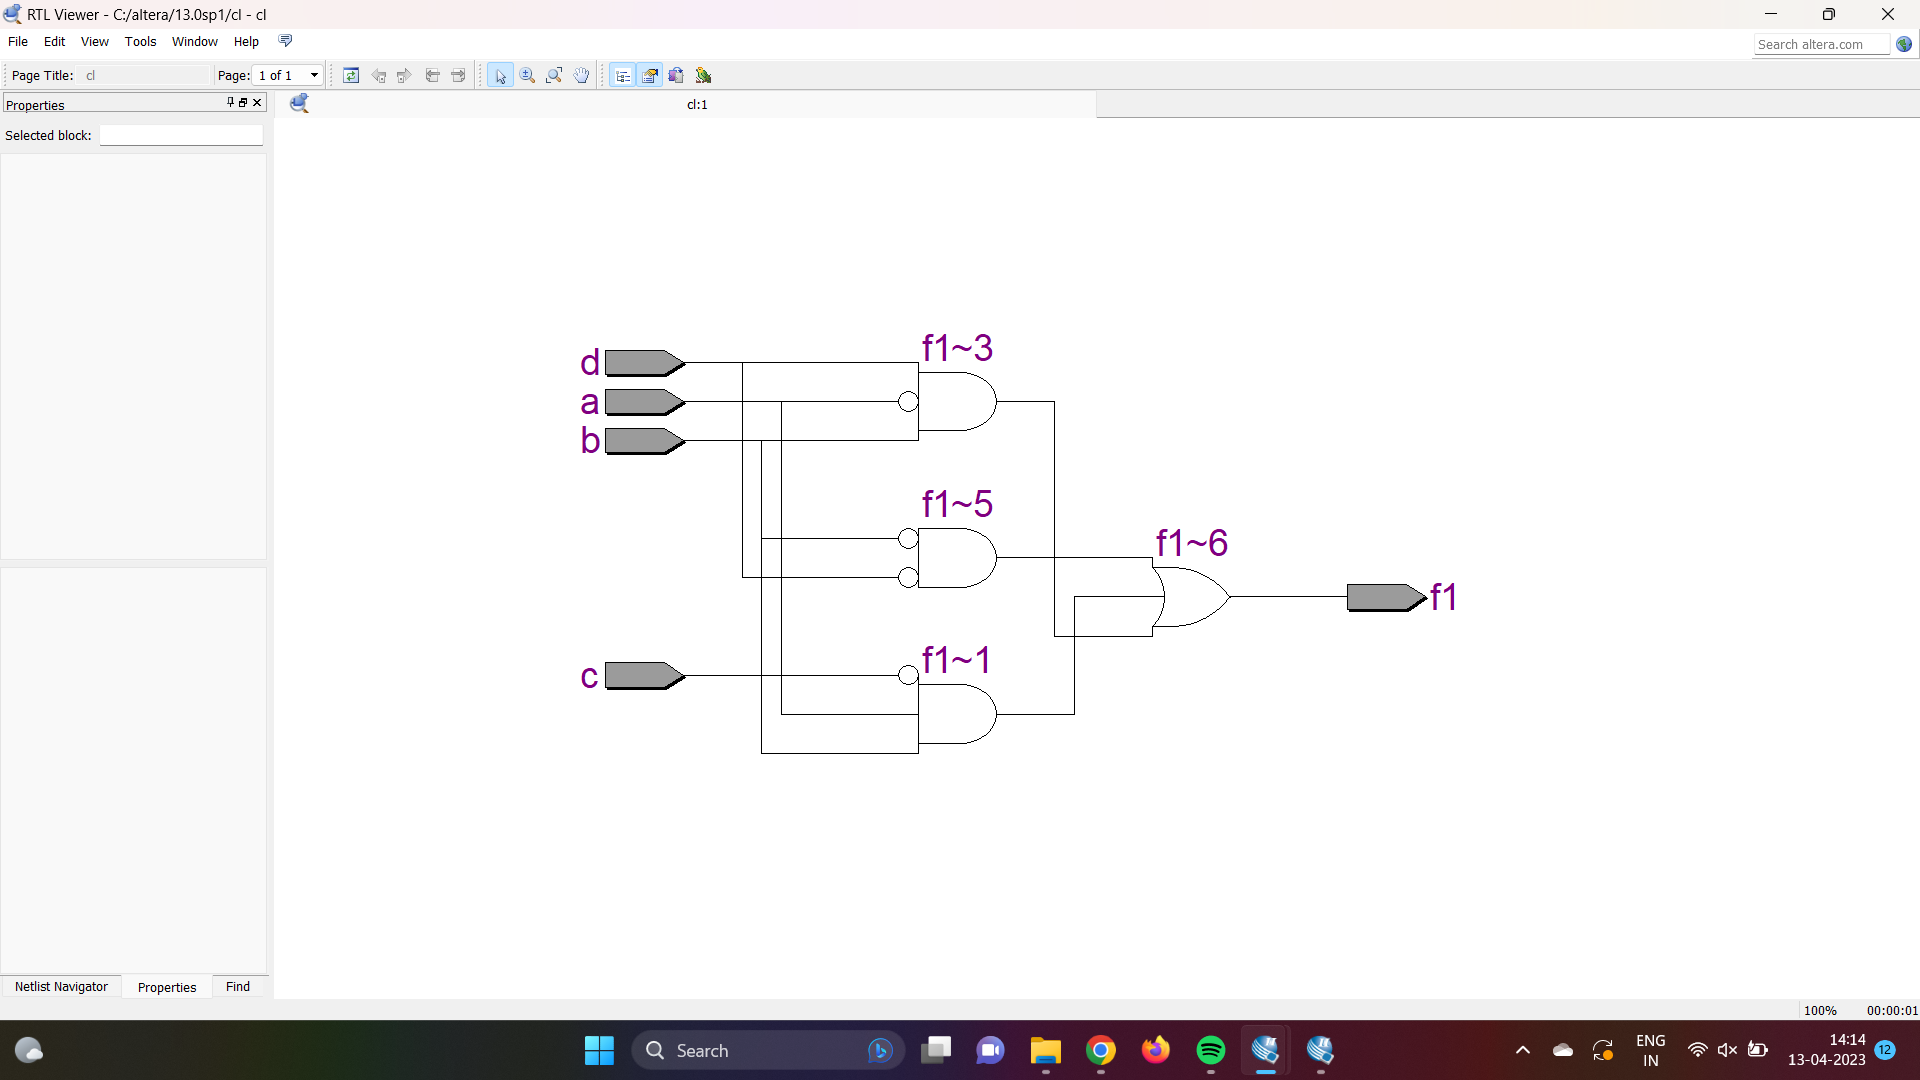 RTL Viewer - C:/altera/13.0sp1/cl - cl
File Edit View Tools Window Help
Search altera.com
Page Title: cl Page: 1 of 1
Properties
cl:1
Selected block:
f1~3
d
a
b
f1~5
f1~6
f1
f1~1
c
Netlist Navigator Properties Find
100% 00:00:01
Search
ENG
IN
14:14
13-04-2023
12